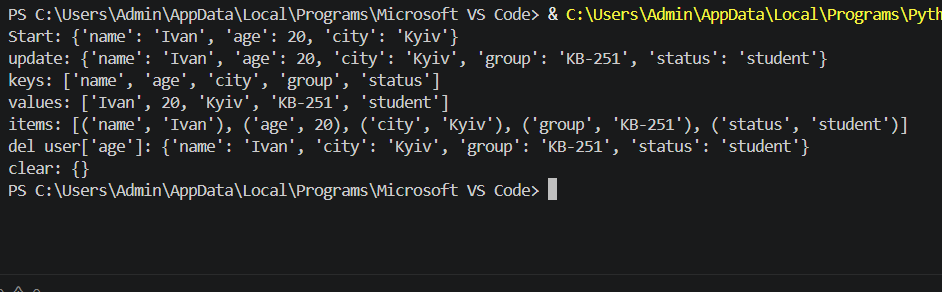 PS C:\Users\Admin\AppData\Local\Programs\Microsoft VS Code> & C:\Users\Admin\AppData\Local\Programs\Pyth
Start: {'name': 'Ivan', 'age': 20, 'city': 'Kyiv'}
update: {'name': 'Ivan', 'age': 20, 'city': 'Kyiv', 'group': 'KB-251', 'status': 'student'}
keys: ['name', 'age', 'city', 'group', 'status']
values: ['Ivan', 20, 'Kyiv', 'KB-251', 'student']
items: [('name', 'Ivan'), ('age', 20), ('city', 'Kyiv'), ('group', 'KB-251'), ('status', 'student')]
del user['age']: {'name': 'Ivan', 'city': 'Kyiv', 'group': 'KB-251', 'status': 'student'}
clear: {}
PS C:\Users\Admin\AppData\Local\Programs\Microsoft VS Code>